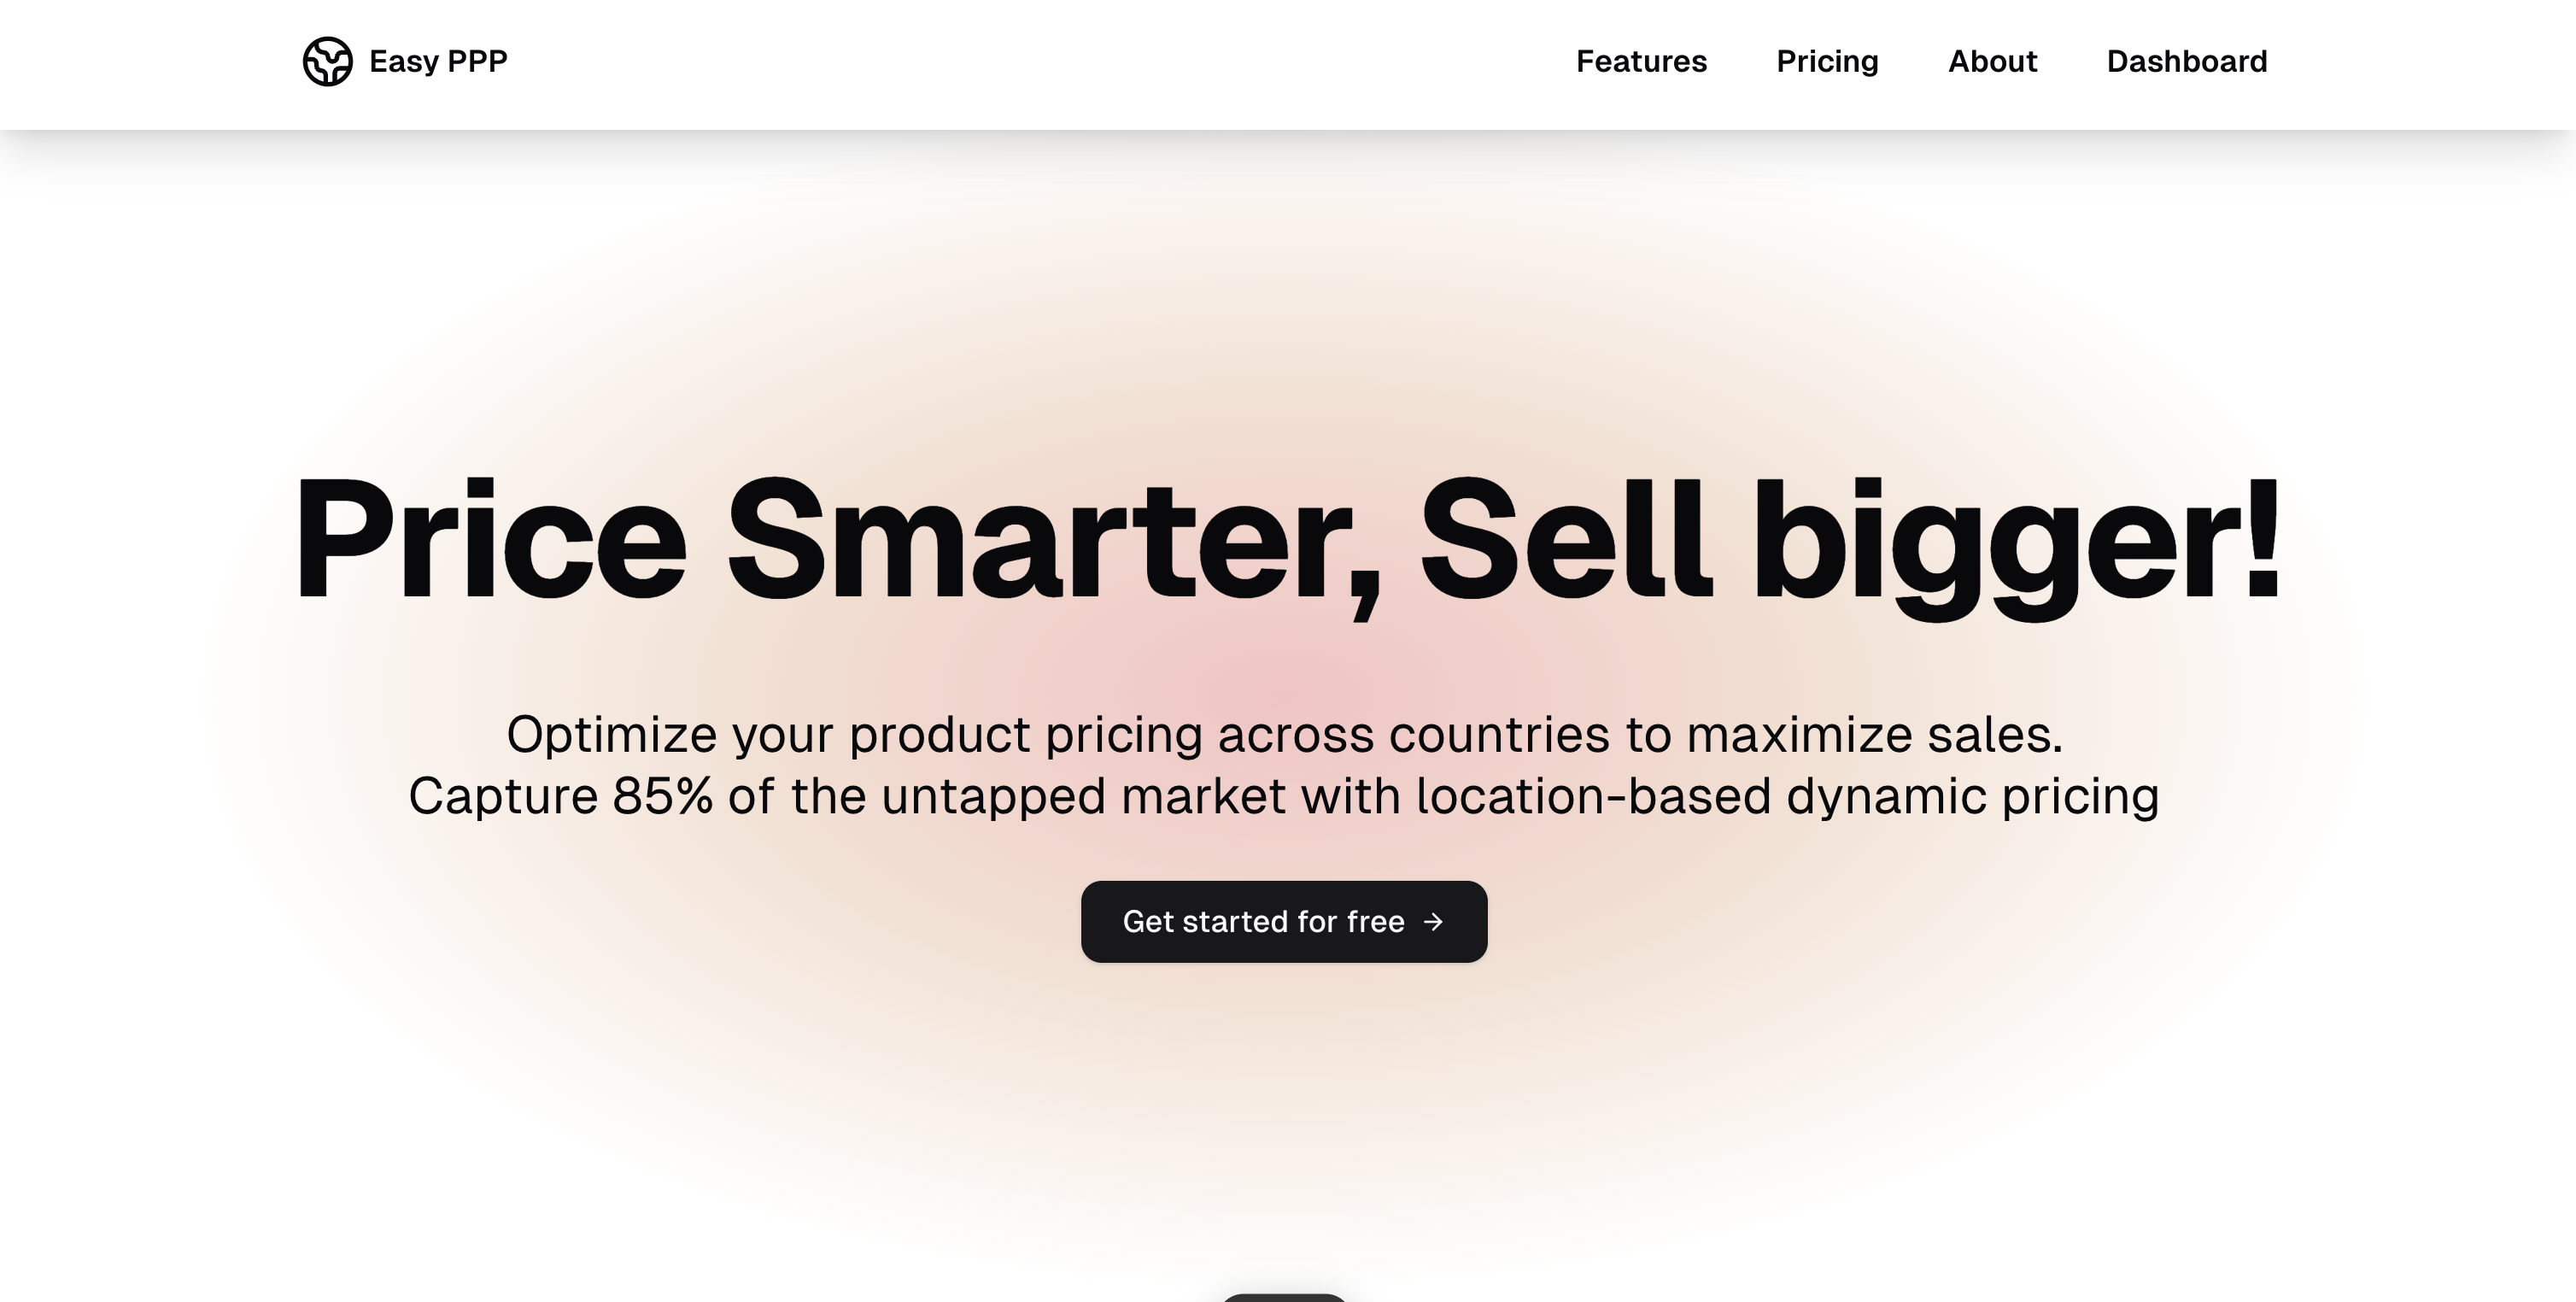 Easy PPP
Features Pricing About Dashboard
Price Smarter, Sell bigger!
Optimize your product pricing across countries to maximize sales.
Capture 85% of the untapped market with location-based dynamic pricing
Get started for free →